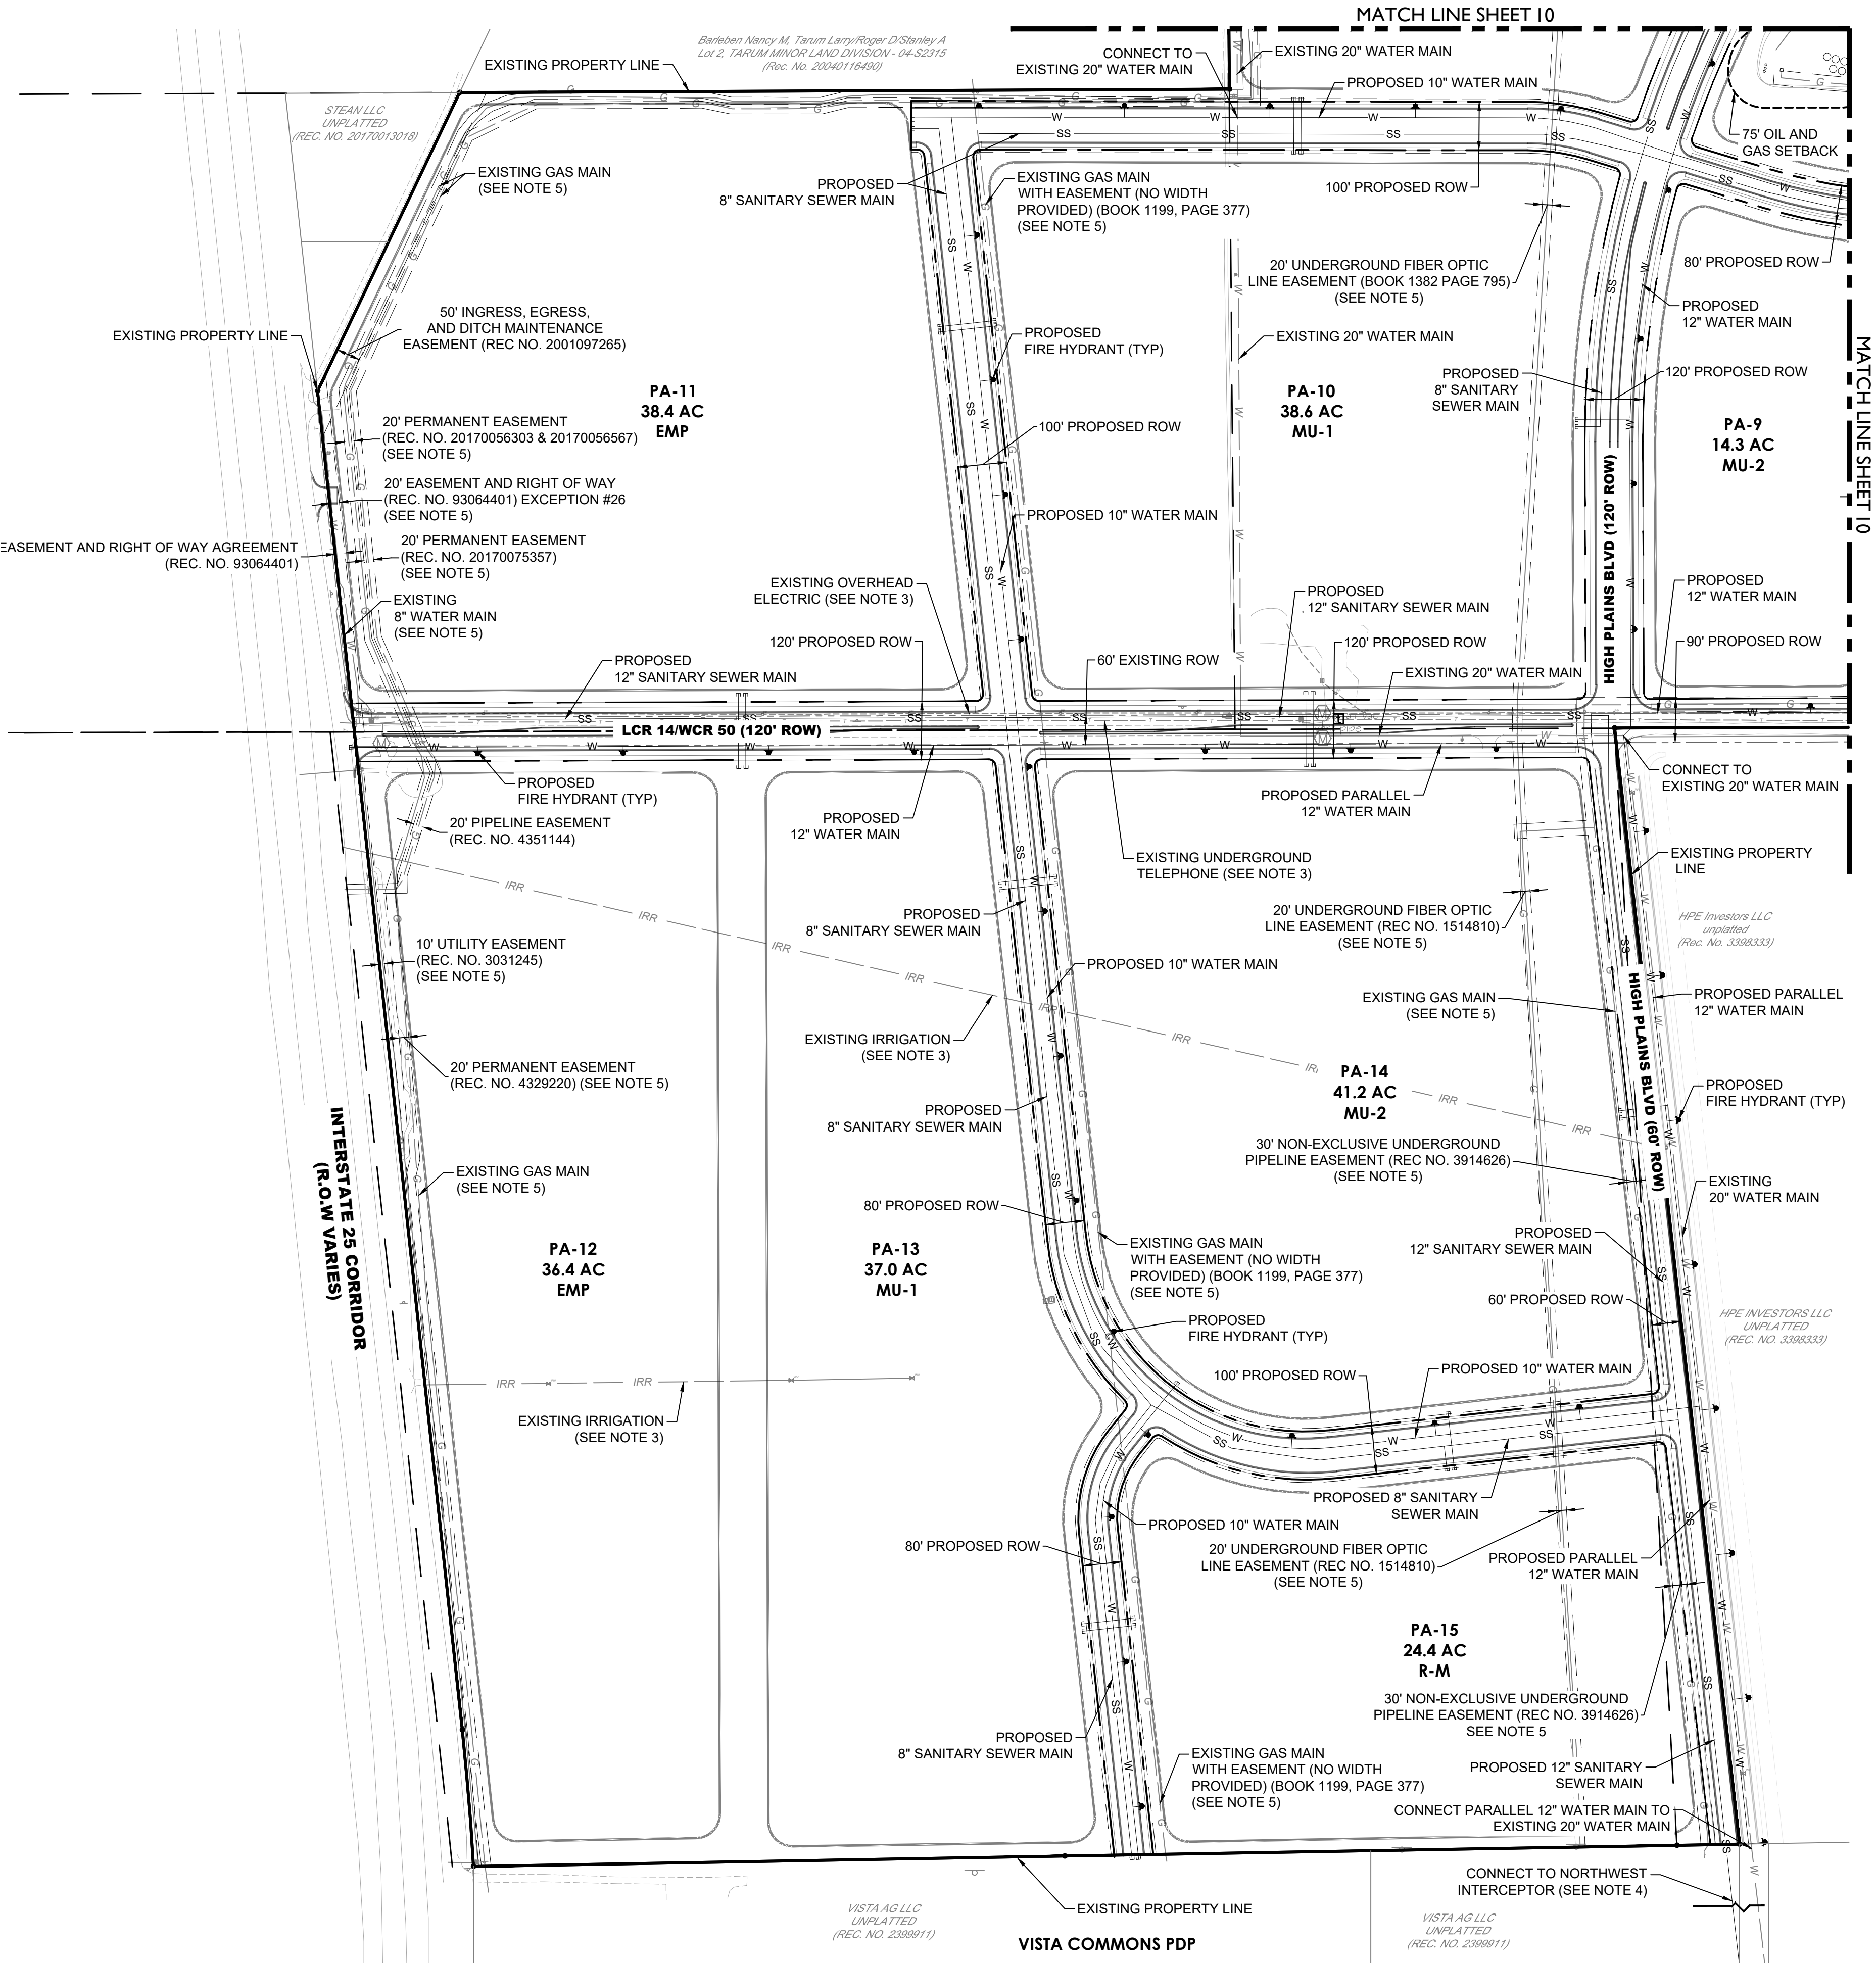 MATCH LINE SHEET 10
Barleben Nancy M, Tarum Larry/Roger D/Stanley A
Lot 2, TARUM MINOR LAND DIVISION - 04-S2315
(Rec. No. 20040116490)
EXISTING PROPERTY LINE
CONNECT TO
EXISTING 20" WATER MAIN
EXISTING 20" WATER MAIN
PROPOSED 10" WATER MAIN
STEAN LLC
UNPLATTED
(REC. NO. 20170013018)
75' OIL AND
GAS SETBACK
EXISTING GAS MAIN
(SEE NOTE 5)
PROPOSED
8" SANITARY SEWER MAIN
EXISTING GAS MAIN
WITH EASEMENT (NO WIDTH
PROVIDED) (BOOK 1199, PAGE 377)
(SEE NOTE 5)
100' PROPOSED ROW
20' UNDERGROUND FIBER OPTIC
LINE EASEMENT (BOOK 1382 PAGE 795)
(SEE NOTE 5)
80' PROPOSED ROW
PROPOSED
12" WATER MAIN
50' INGRESS, EGRESS,
AND DITCH MAINTENANCE
EASEMENT (REC NO. 2001097265)
EXISTING PROPERTY LINE
PROPOSED
FIRE HYDRANT (TYP)
EXISTING 20" WATER MAIN
MATCH LINE SHEET 10
PROPOSED
8" SANITARY
SEWER MAIN
120' PROPOSED ROW
PA-11
38.4 AC
EMP
PA-10
38.6 AC
MU-1
PA-9
14.3 AC
MU-2
20' PERMANENT EASEMENT
(REC. NO. 20170056303 & 20170056567)
(SEE NOTE 5)
100' PROPOSED ROW
20' EASEMENT AND RIGHT OF WAY
(REC. NO. 93064401) EXCEPTION #26
(SEE NOTE 5)
PROPOSED 10" WATER MAIN
HIGH PLAINS BLVD (120' ROW)
EASEMENT AND RIGHT OF WAY AGREEMENT
(REC. NO. 93064401)
20' PERMANENT EASEMENT
(REC. NO. 20170075357)
(SEE NOTE 5)
EXISTING OVERHEAD
ELECTRIC (SEE NOTE 3)
PROPOSED
12" SANITARY SEWER MAIN
PROPOSED
12" WATER MAIN
EXISTING
8" WATER MAIN
(SEE NOTE 5)
120' PROPOSED ROW
120' PROPOSED ROW
90' PROPOSED ROW
PROPOSED
12" SANITARY SEWER MAIN
60' EXISTING ROW
EXISTING 20" WATER MAIN
LCR 14/WCR 50 (120' ROW)
PROPOSED
FIRE HYDRANT (TYP)
CONNECT TO
EXISTING 20" WATER MAIN
PROPOSED PARALLEL
12" WATER MAIN
20' PIPELINE EASEMENT
(REC. NO. 4351144)
PROPOSED
12" WATER MAIN
EXISTING UNDERGROUND
TELEPHONE (SEE NOTE 3)
EXISTING PROPERTY
LINE
PROPOSED
8" SANITARY SEWER MAIN
20' UNDERGROUND FIBER OPTIC
LINE EASEMENT (REC NO. 1514810)
(SEE NOTE 5)
HPE Investors LLC
unplatted
(Rec. No. 3398333)
10' UTILITY EASEMENT
(REC. NO. 3031245)
(SEE NOTE 5)
PROPOSED 10" WATER MAIN
EXISTING GAS MAIN
(SEE NOTE 5)
PROPOSED PARALLEL
12" WATER MAIN
EXISTING IRRIGATION
(SEE NOTE 3)
20' PERMANENT EASEMENT
(REC. NO. 4329220) (SEE NOTE 5)
PA-14
41.2 AC
MU-2
HIGH PLAINS BLVD (60' ROW)
PROPOSED
FIRE HYDRANT (TYP)
PROPOSED
8" SANITARY SEWER MAIN
30' NON-EXCLUSIVE UNDERGROUND
PIPELINE EASEMENT (REC NO. 3914626)
(SEE NOTE 5)
INTERSTATE 25 CORRIDOR
(R.O.W VARIES)
EXISTING GAS MAIN
(SEE NOTE 5)
EXISTING
20" WATER MAIN
80' PROPOSED ROW
PA-12
36.4 AC
EMP
PA-13
37.0 AC
MU-1
EXISTING GAS MAIN
WITH EASEMENT (NO WIDTH
PROVIDED) (BOOK 1199, PAGE 377)
(SEE NOTE 5)
PROPOSED
12" SANITARY SEWER MAIN
60' PROPOSED ROW
PROPOSED
FIRE HYDRANT (TYP)
HPE INVESTORS LLC
UNPLATTED
(REC. NO. 3398333)
100' PROPOSED ROW
PROPOSED 10" WATER MAIN
EXISTING IRRIGATION
(SEE NOTE 3)
PROPOSED 8" SANITARY
SEWER MAIN
PROPOSED 10" WATER MAIN
80' PROPOSED ROW
20' UNDERGROUND FIBER OPTIC
LINE EASEMENT (REC NO. 1514810)
(SEE NOTE 5)
PROPOSED PARALLEL
12" WATER MAIN
PA-15
24.4 AC
R-M
30' NON-EXCLUSIVE UNDERGROUND
PIPELINE EASEMENT (REC NO. 3914626)
SEE NOTE 5
PROPOSED
8" SANITARY SEWER MAIN
EXISTING GAS MAIN
WITH EASEMENT (NO WIDTH
PROVIDED) (BOOK 1199, PAGE 377)
(SEE NOTE 5)
PROPOSED 12" SANITARY
SEWER MAIN
CONNECT PARALLEL 12" WATER MAIN TO
EXISTING 20" WATER MAIN
CONNECT TO NORTHWEST
INTERCEPTOR (SEE NOTE 4)
EXISTING PROPERTY LINE
VISTA AG LLC
UNPLATTED
(REC. NO. 2399911)
VISTA COMMONS PDP
VISTA AG LLC
UNPLATTED
(REC. NO. 2399911)